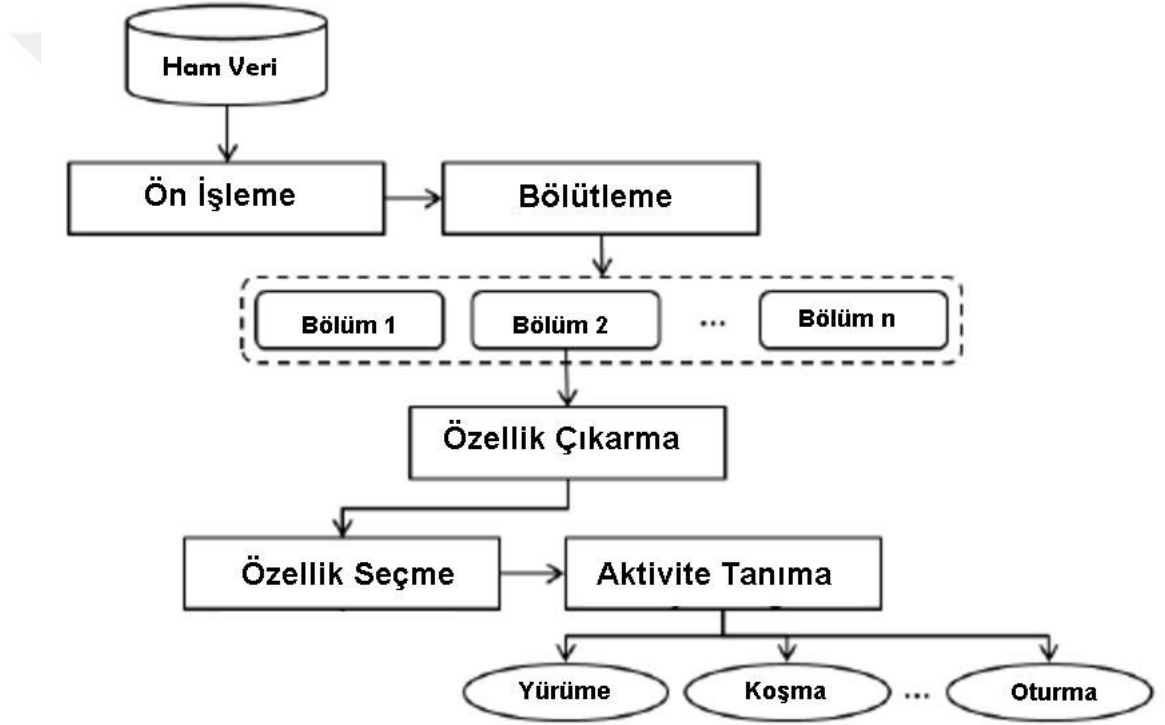 Ham Veri
Ön İşleme
Bölütleme
Bölüm 1
Bölüm 2
...
Bölüm n
Özellik Çıkarma
Özellik Seçme
Aktivite Tanıma
Yürüme
Koşma
...
Oturma